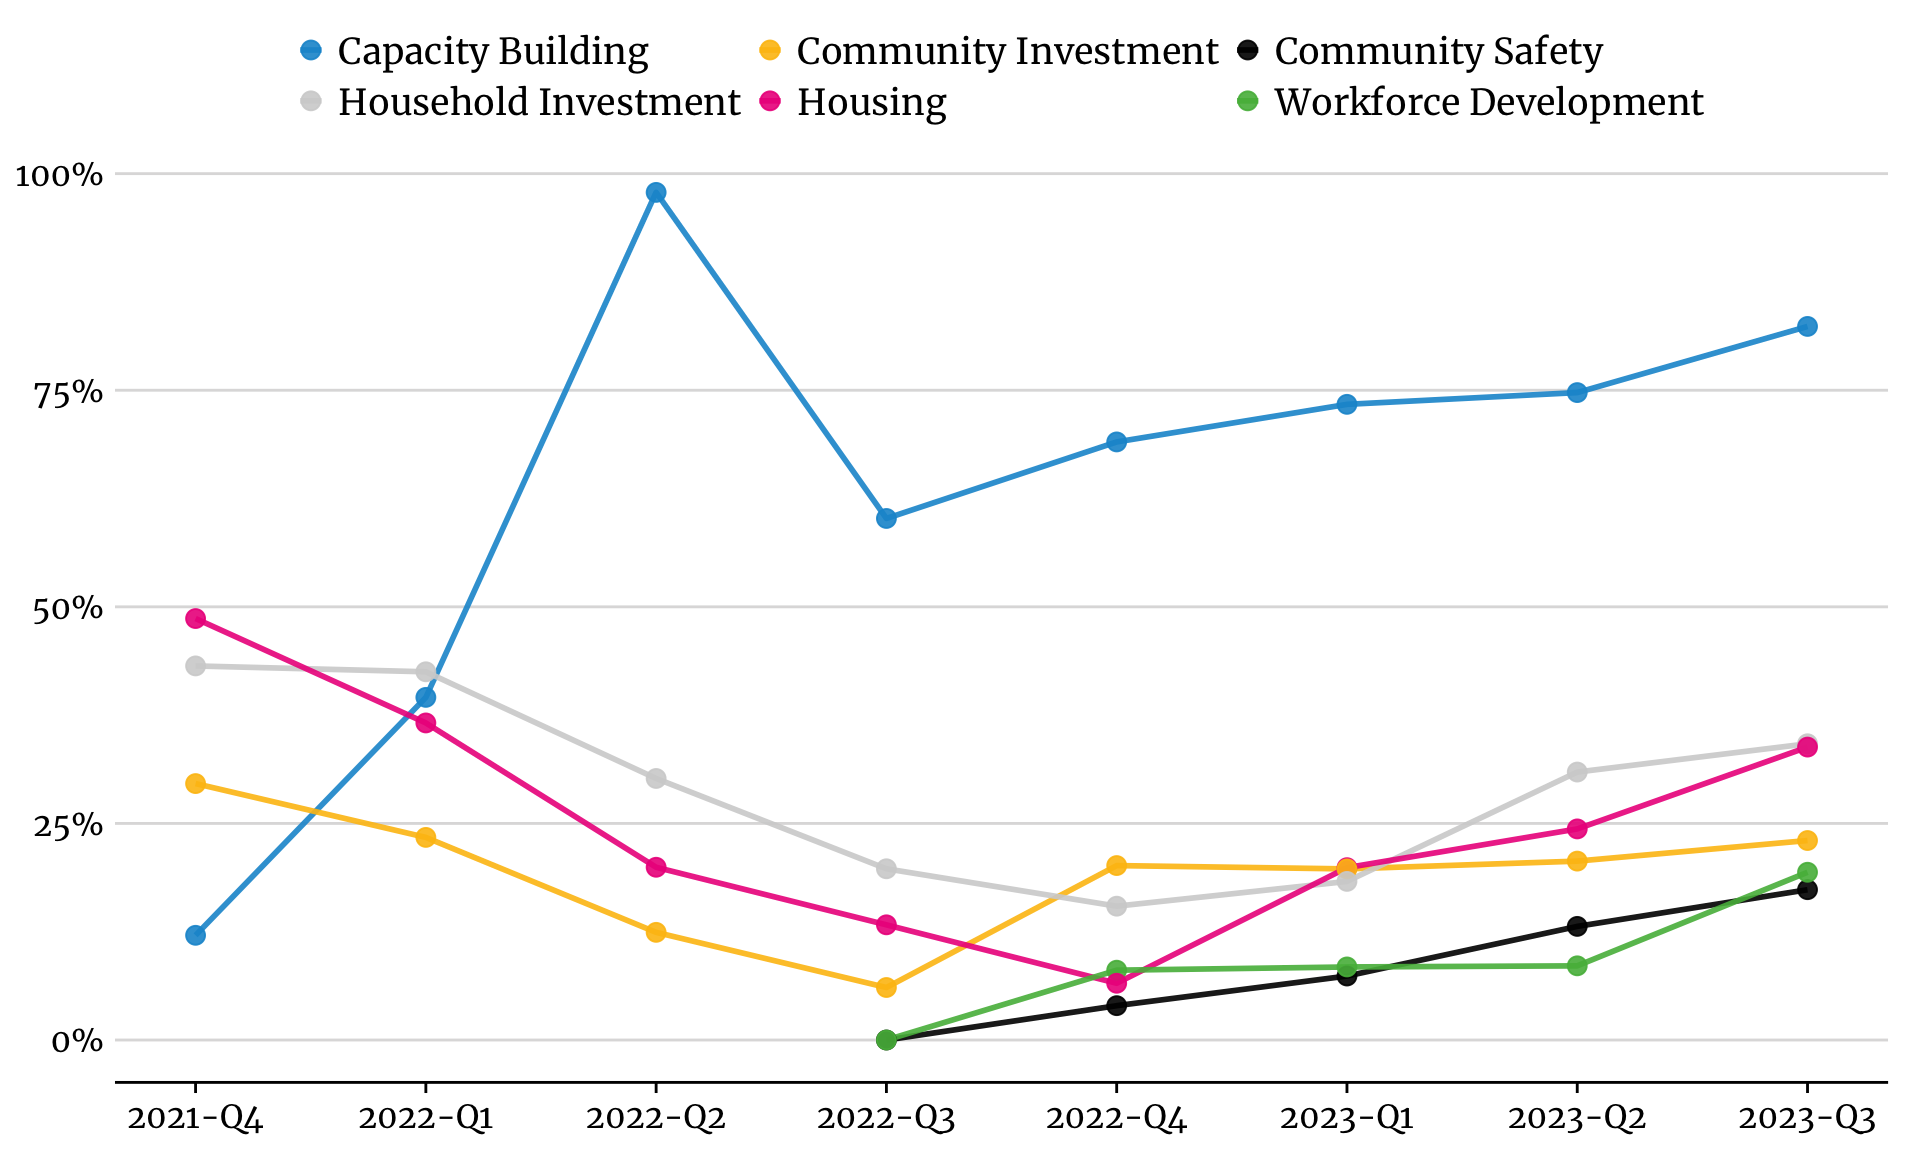 Capacity Building Community Investment Community Safety
Household Investment Housing Workforce Development
100%
75%
50%
25%
0%
2021-Q4 2022-Q1 2022-Q2 2022-Q3 2022-Q4 2023-Q1 2023-Q2 2023-Q3